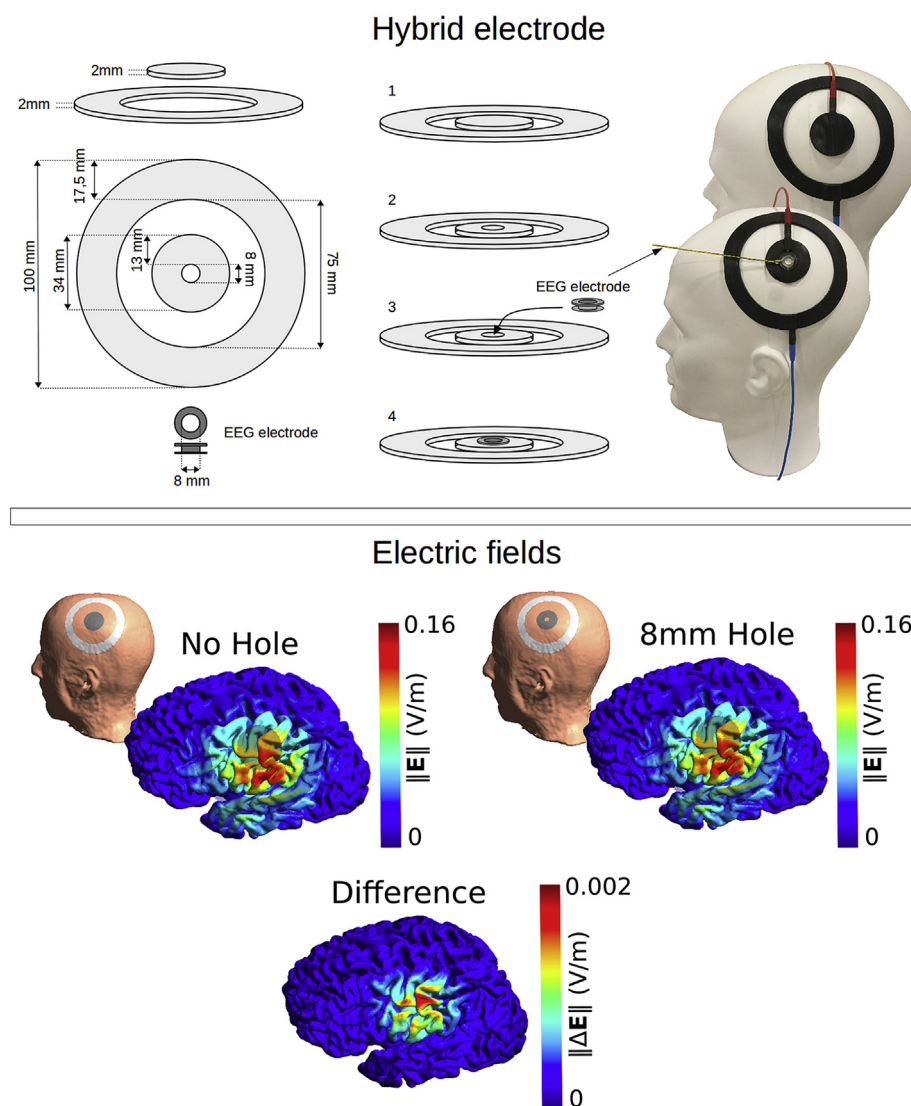 Hybrid electrode
2mm
2mm
17,5 mm
100 mm
34 mm
13 mm
8 mm
75 mm
EEG electrode
8 mm
1
2
EEG electrode
3
4
Electric fields
No Hole
0.16
‖E‖ (V/m)
0
8mm Hole
0.16
‖E‖ (V/m)
0
Difference
0.002
‖ΔE‖ (V/m)
0